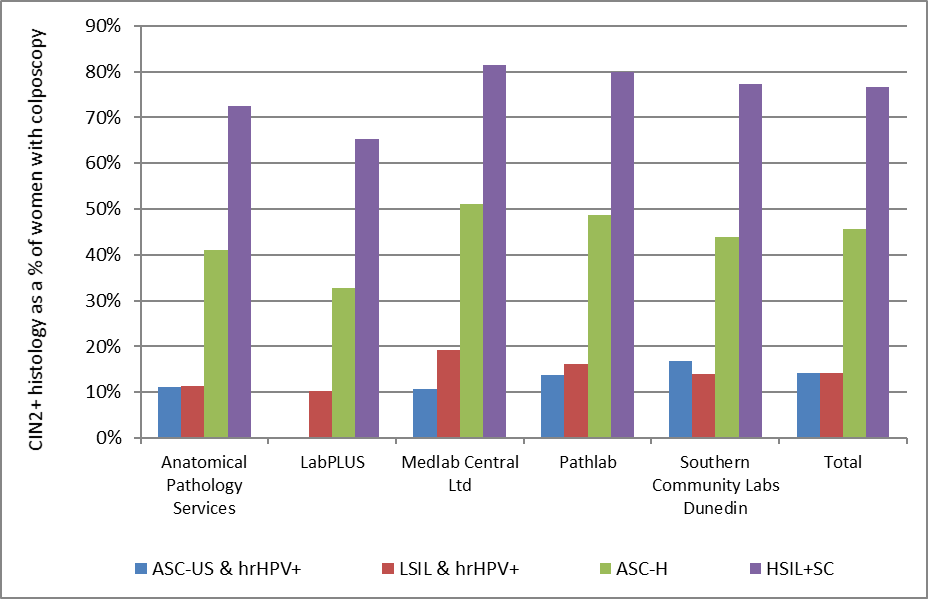 CIN2+ histology as a % of women with colposcopy
90%
80%
70%
60%
50%
40%
30%
20%
10%
0%
Anatomical
Pathology
Services
LabPLUS
Medlab Central
Ltd
Pathlab
Southern
Community Labs
Dunedin
Total
ASC-US & hrHPV+
LSIL & hrHPV+
ASC-H
HSIL+SC